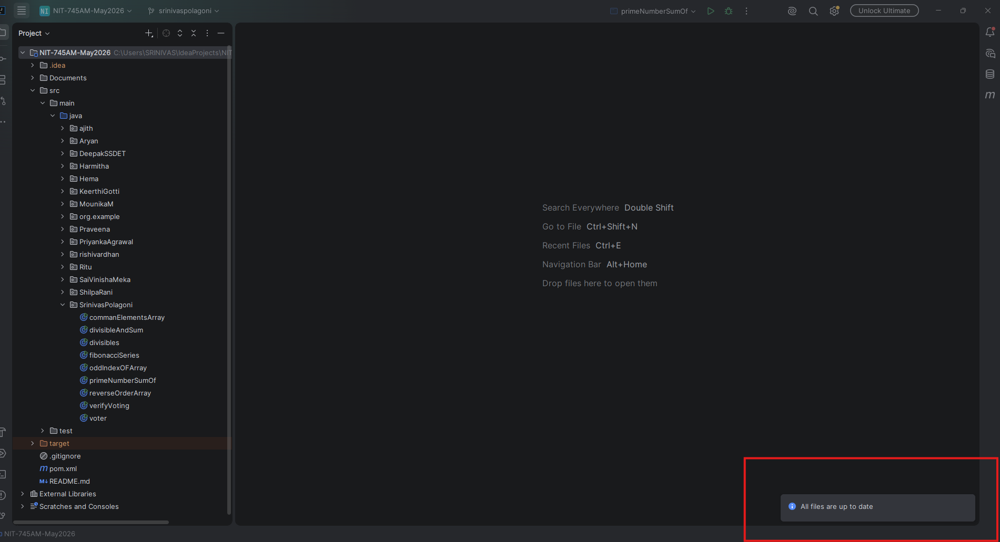 NI NIT-745AM-May2026 srinivaspolagoni primeNumberSumOf Unlock Ultimate
Project
NIT-745AM-May2026 C:\Users\SRINIVAS\IdeaProjects\NIT
.idea
Documents
src
main
java
ajith
Aryan
DeepakSSDET
Harmitha
Hema
KeerthiGotti
MounikaM
org.example
Praveena
PriyankaAgrawal
rishivardhan
Ritu
SaiVinishaMeka
ShilpaRani
SrinivasPolagoni
commanElementsArray
divisibleAndSum
divisibles
fibonacciSeries
oddIndexOFArray
primeNumberSumOf
reverseOrderArray
verifyVoting
voter
test
target
.gitignore
m pom.xml
M↓ README.md
External Libraries
Scratches and Consoles
Search Everywhere Double Shift
Go to File Ctrl+Shift+N
Recent Files Ctrl+E
Navigation Bar Alt+Home
Drop files here to open them
m
All files are up to date
NIT-745AM-May2026